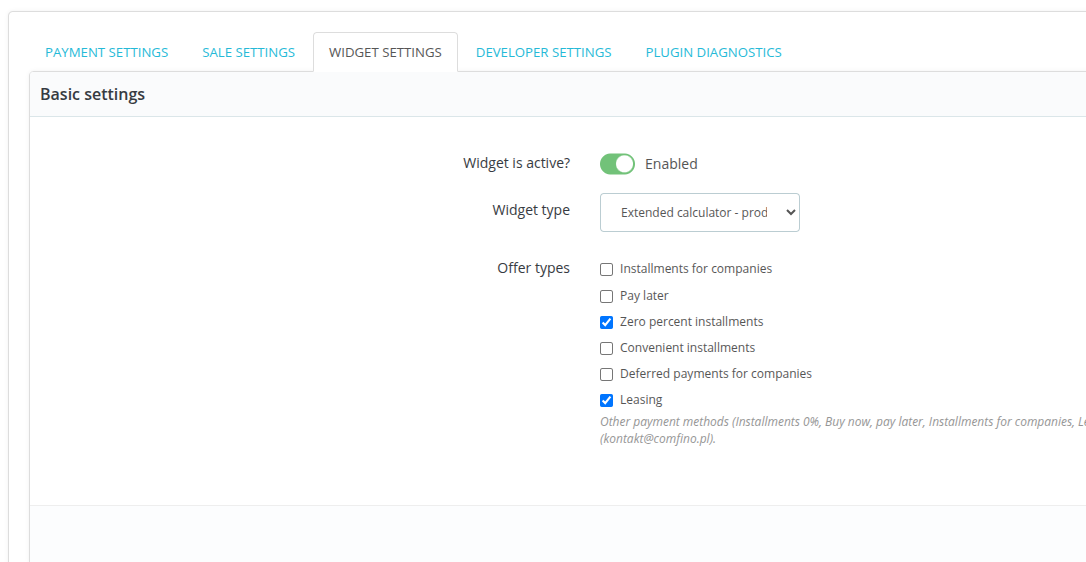 PAYMENT SETTINGS SALE SETTINGS WIDGET SETTINGS DEVELOPER SETTINGS PLUGIN DIAGNOSTICS
Basic settings
Widget is active? Enabled
Widget type Extended calculator - prod
Offer types Installments for companies
Pay later
Zero percent installments
Convenient installments
Deferred payments for companies
Leasing
Other payment methods (Installments 0%, Buy now, pay later, Installments for companies,
(kontakt@comfino.pl).